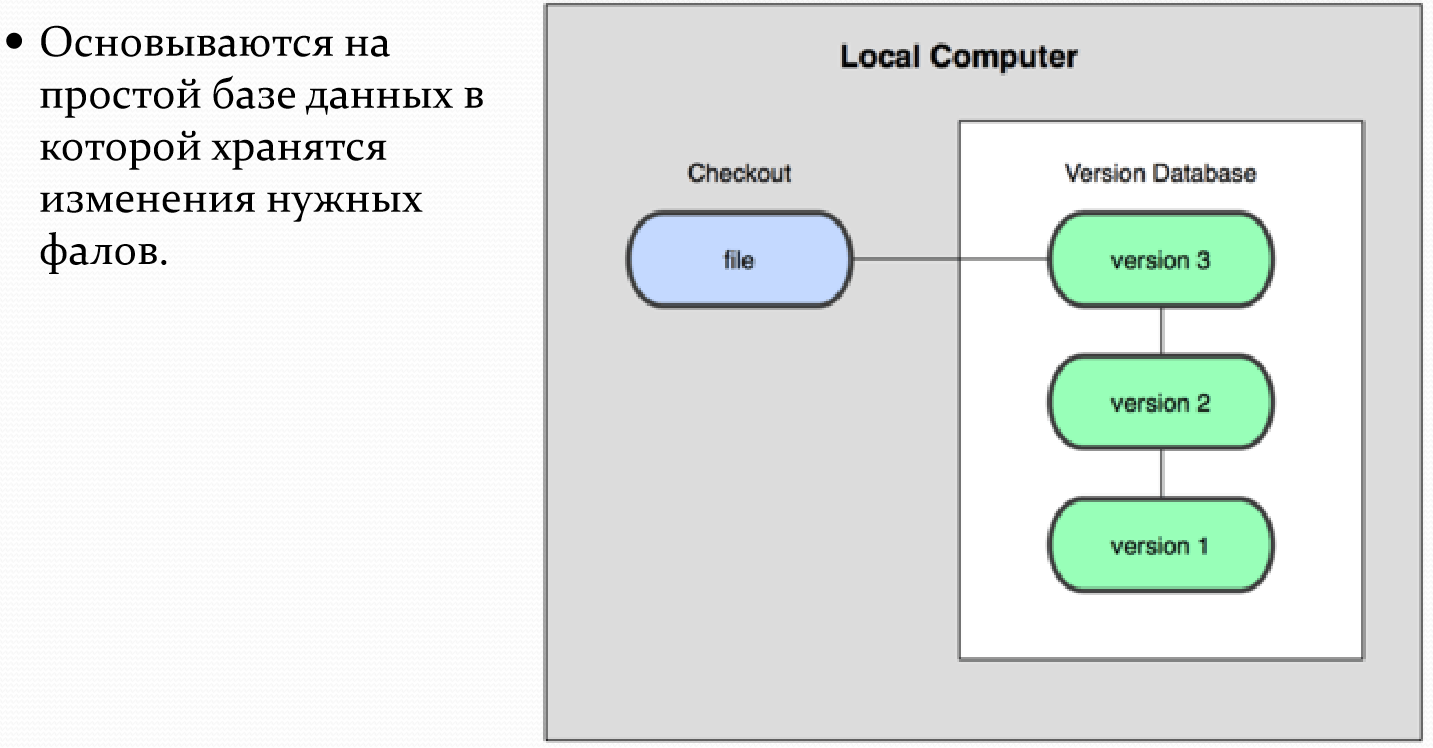 • Основываются на
простой базе данных в
которой хранятся
изменения нужных
фалов.
Local Computer
Checkout
Version Database
file
version 3
version 2
version 1